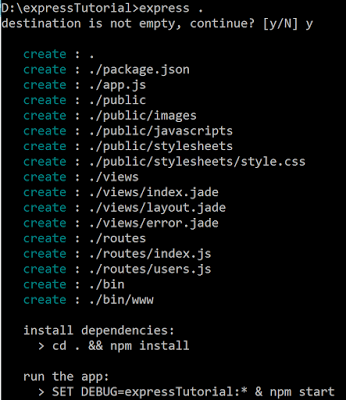 D:\expressTutorial>express .
destination is not empty, continue? [y/N] y
create : .
create : ./package.json
create : ./app.js
create : ./public
create : ./public/images
create : ./public/javascripts
create : ./public/stylesheets
create : ./public/stylesheets/style.css
create : ./views
create : ./views/index.jade
create : ./views/layout.jade
create : ./views/error.jade
create : ./routes
create : ./routes/index.js
create : ./routes/users.js
create : ./bin
create : ./bin/www
install dependencies:
> cd . && npm install
run the app:
> SET DEBUG=expressTutorial:* & npm start